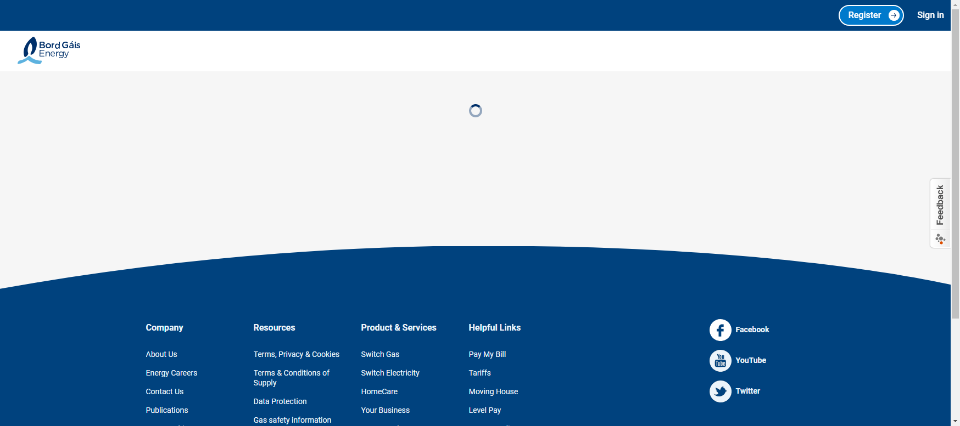 Register
Sign in
Bord Gáis
Energy
Feedback
Company
Resources
Product & Services
Helpful Links
About Us
Terms, Privacy & Cookies
Switch Gas
Pay My Bill
Energy Careers
Terms & Conditions of
Supply
Switch Electricity
Tariffs
Contact Us
Data Protection
HomeCare
Moving House
Publications
Gas safety information
Your Business
Level Pay
Facebook
You
Tube
YouTube
Twitter